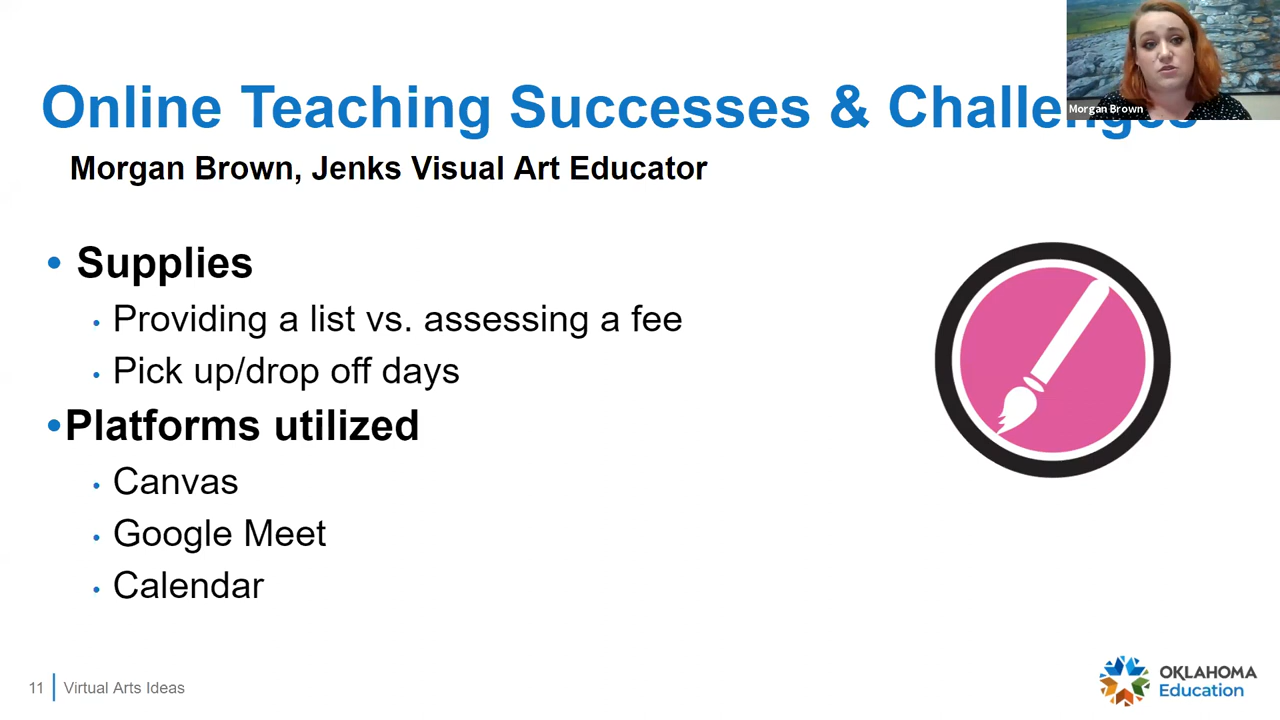 Online Teaching Successes & Challenges
Morgan Brown
Morgan Brown, Jenks Visual Art Educator
• Supplies
• Providing a list vs. assessing a fee
• Pick up/drop off days
•Platforms utilized
• Canvas
• Google Meet
• Calendar
11 Virtual Arts Ideas
OKLAHOMA
Education